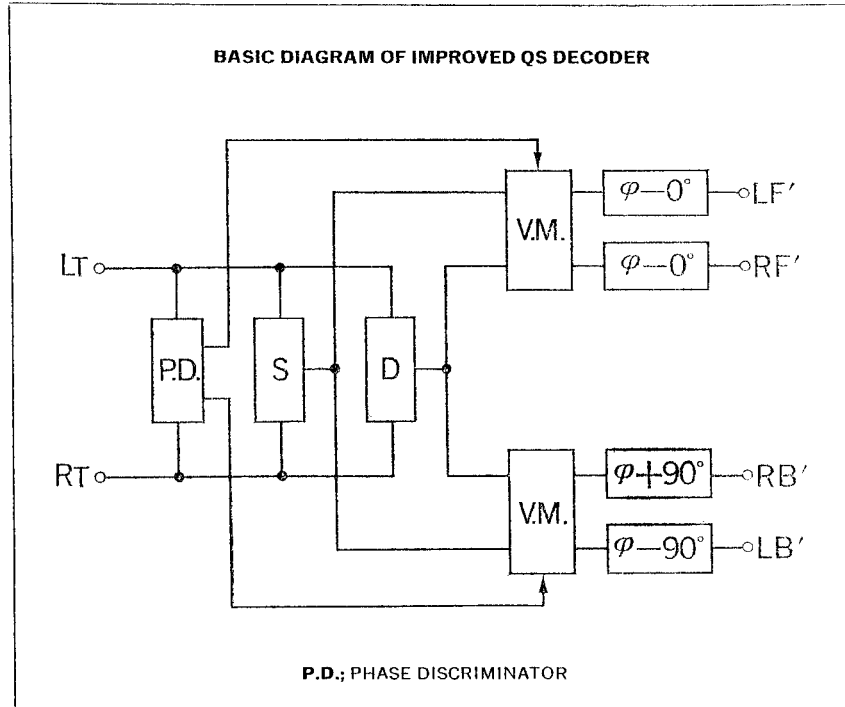 BASIC DIAGRAM OF IMPROVED QS DECODER
φ—0° LF′
V.M.
φ—0° RF′
LT
P.D. S D
RT
φ+90° RB′
V.M.
φ—90° LB′
P.D.; PHASE DISCRIMINATOR